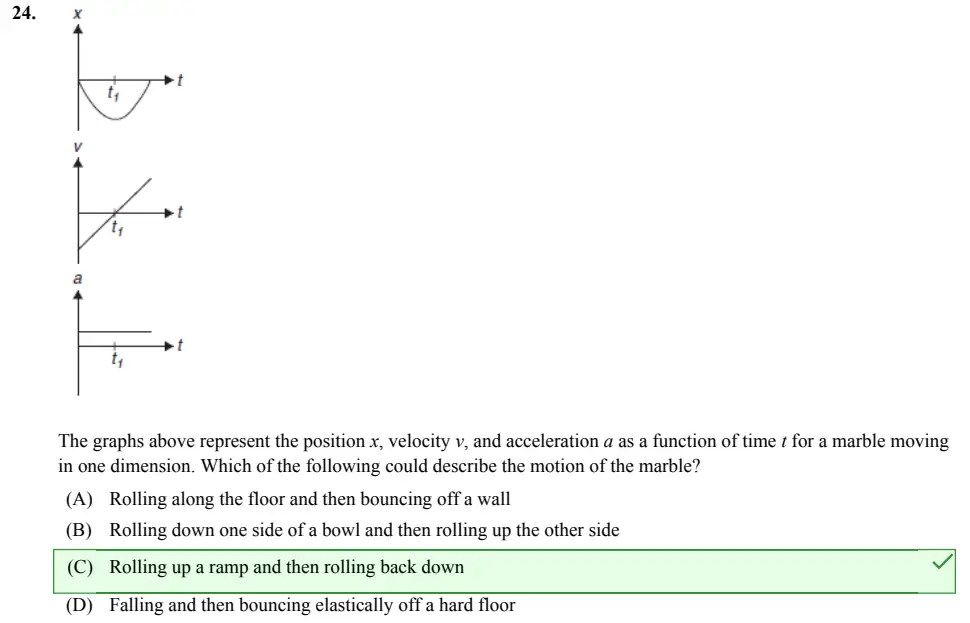 24.
x
t
t1
v
t
t1
a
t
t1
The graphs above represent the position x, velocity v, and acceleration a as a function of time t for a marble moving
in one dimension. Which of the following could describe the motion of the marble?
(A) Rolling along the floor and then bouncing off a wall
(B) Rolling down one side of a bowl and then rolling up the other side
(C) Rolling up a ramp and then rolling back down
(D) Falling and then bouncing elastically off a hard floor